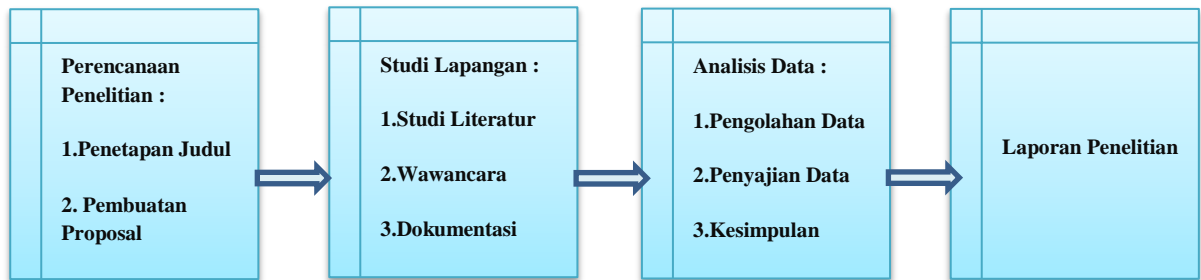 Perencanaan
Penelitian :
1.Penetapan Judul
2. Pembuatan
Proposal
Studi Lapangan :
1.Studi Literatur
2.Wawancara
3.Dokumentasi
Analisis Data :
1.Pengolahan Data
2.Penyajian Data
3.Kesimpulan
Laporan Penelitian